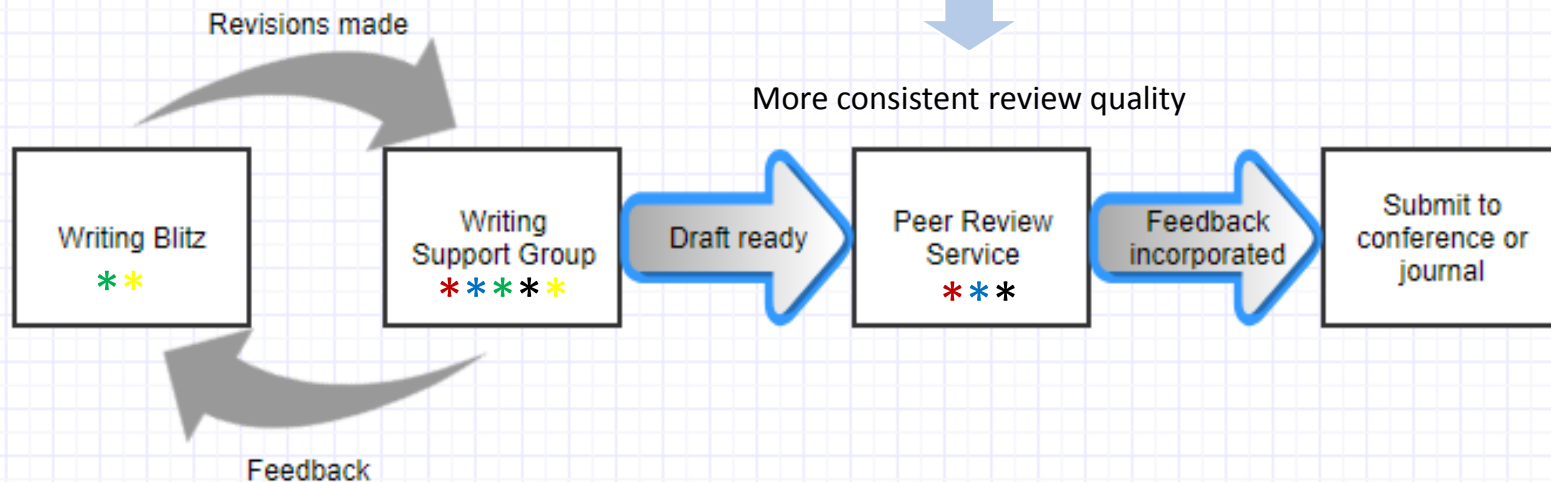 Revisions made
More consistent review quality
Writing Blitz
**
Writing
Support Group
*****
Draft ready
Peer Review
Service
***
Feedback
incorporated
Submit to
conference or
journal
Feedback